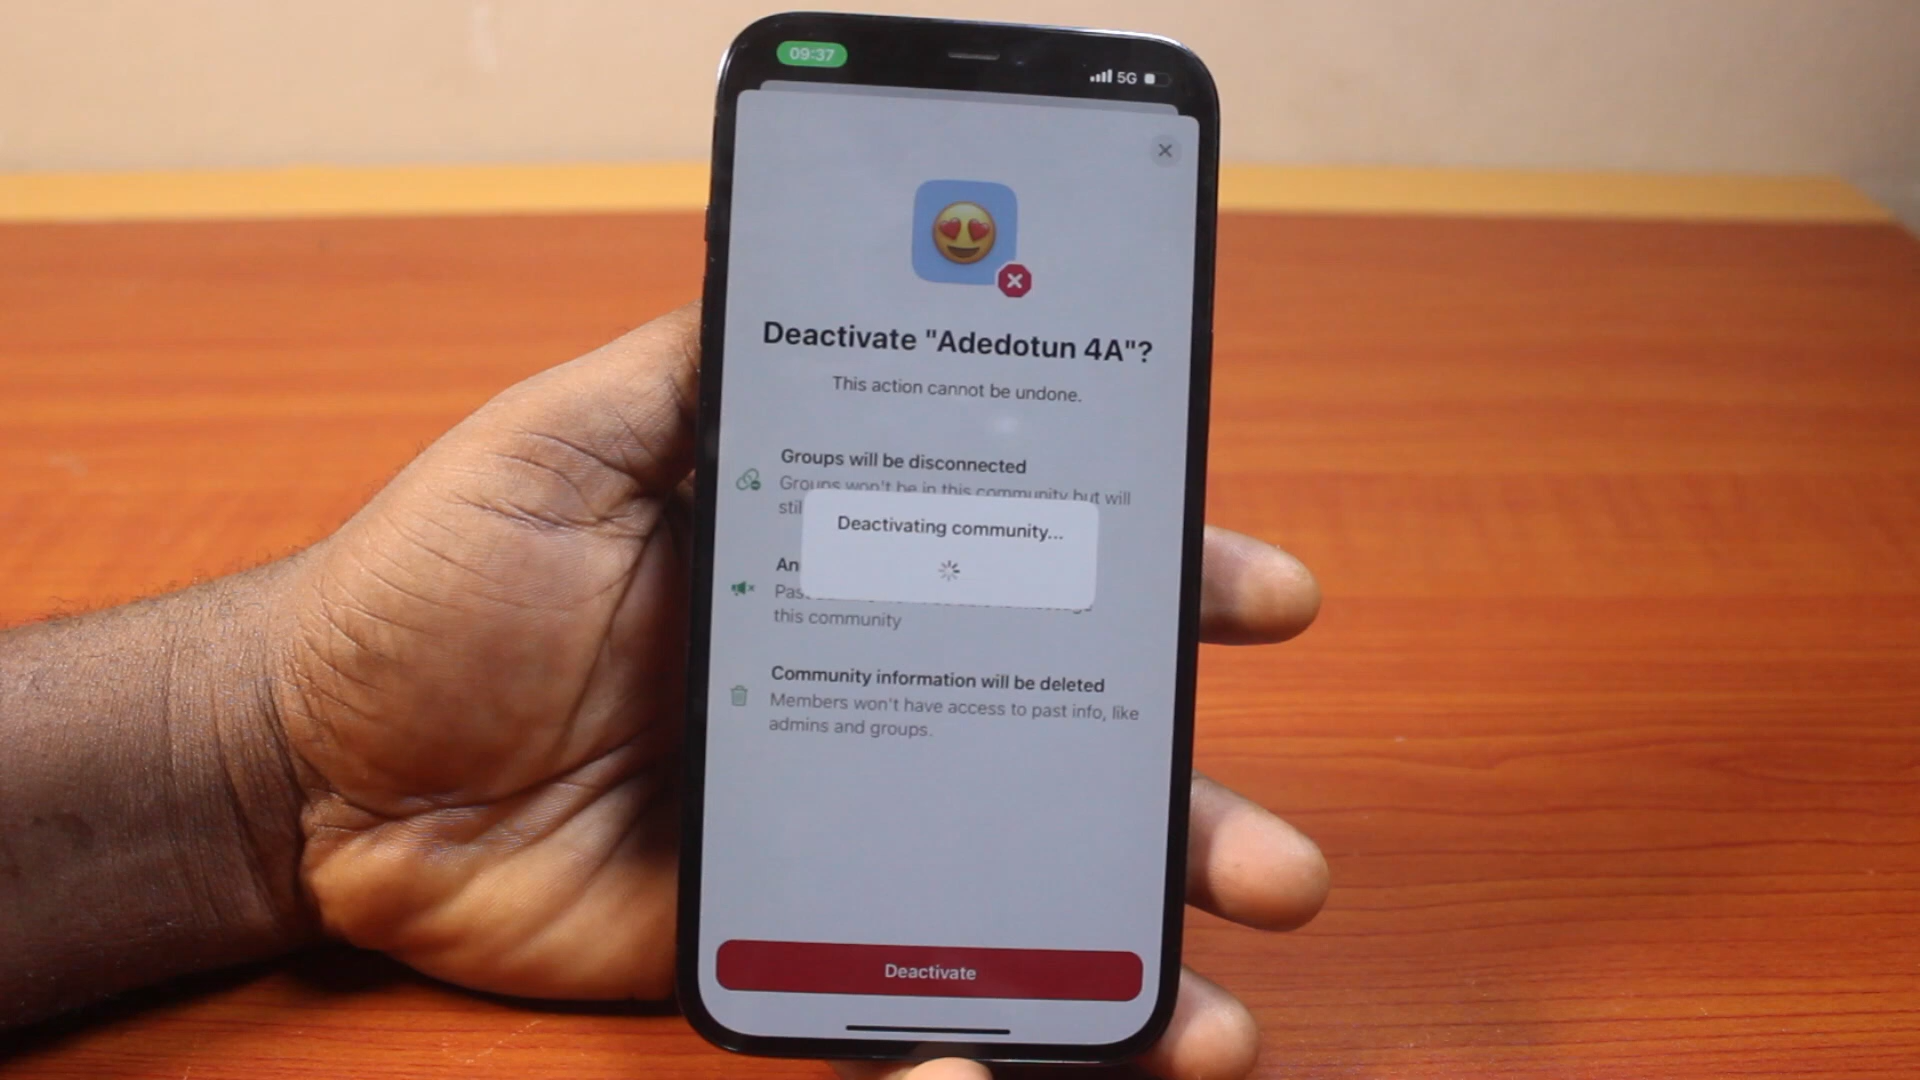 09:37
5G
Deactivate "Adedotun 4A"?
This action cannot be undone.
Groups will be disconnected
Groups won't be in this community but will
Deactivating community...
this community
Community information will be deleted
Members won't have access to past info, like
admins and groups.
Deactivate